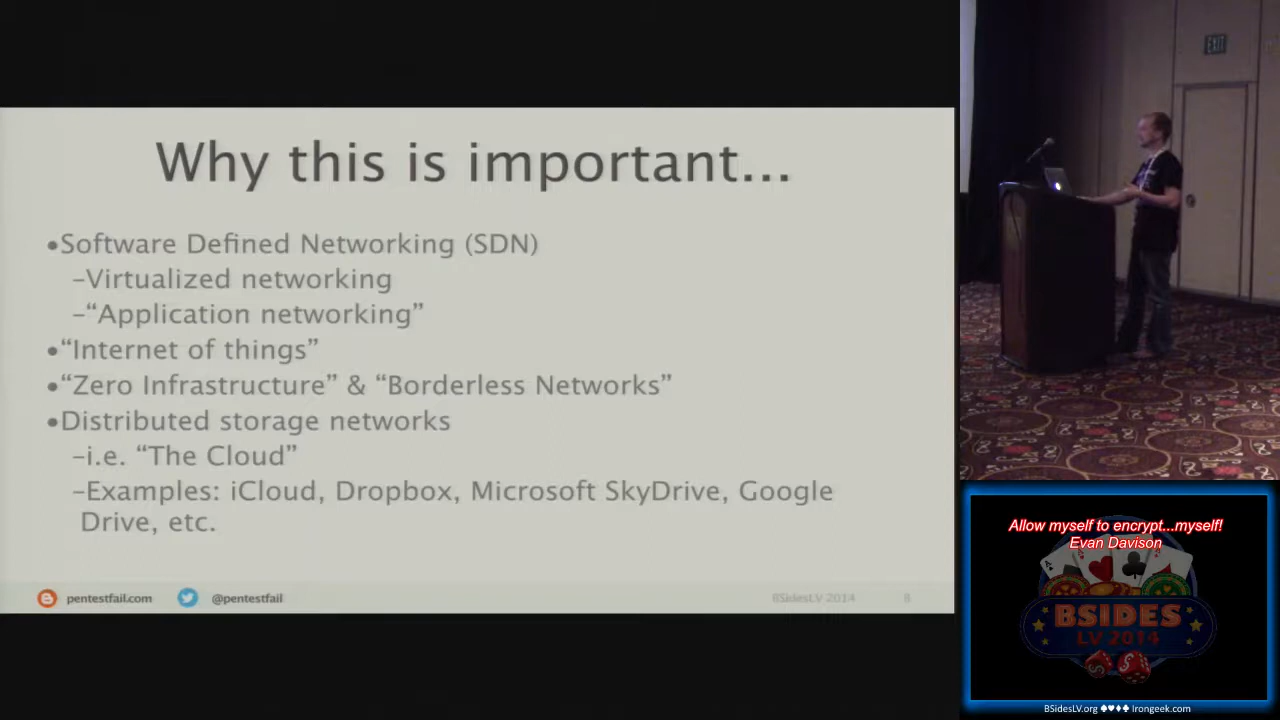 Why this is important...
•Software Defined Networking (SDN)
–Virtualized networking
–“Application networking”
•“Internet of things”
•“Zero Infrastructure” & “Borderless Networks”
•Distributed storage networks
–i.e. “The Cloud”
–Examples: iCloud, Dropbox, Microsoft SkyDrive, Google
Drive, etc.
pentestfail.com @pentestfail BSidesLV 2014 8
EXIT
Allow myself to encrypt...myself!
Evan Davison
BSIDES
LV 2014
BSidesLV.org ♠♥♦♣ Irongeek.com